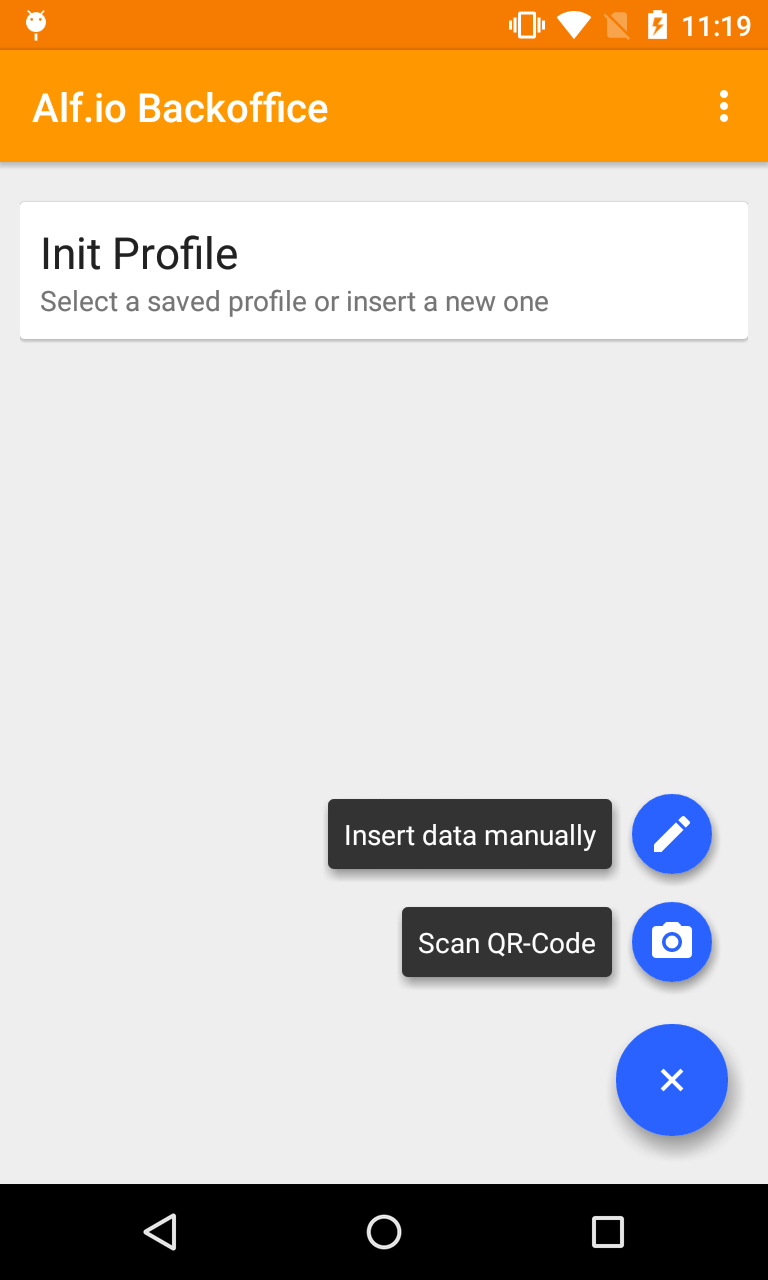 11:19
Alf.io Backoffice
Init Profile
Select a saved profile or insert a new one
Insert data manually
Scan QR-Code